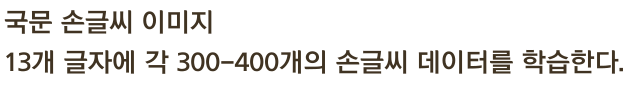 국문 손글씨 이미지
13개 글자에 각 300-400개의 손글씨 데이터를 학습한다.